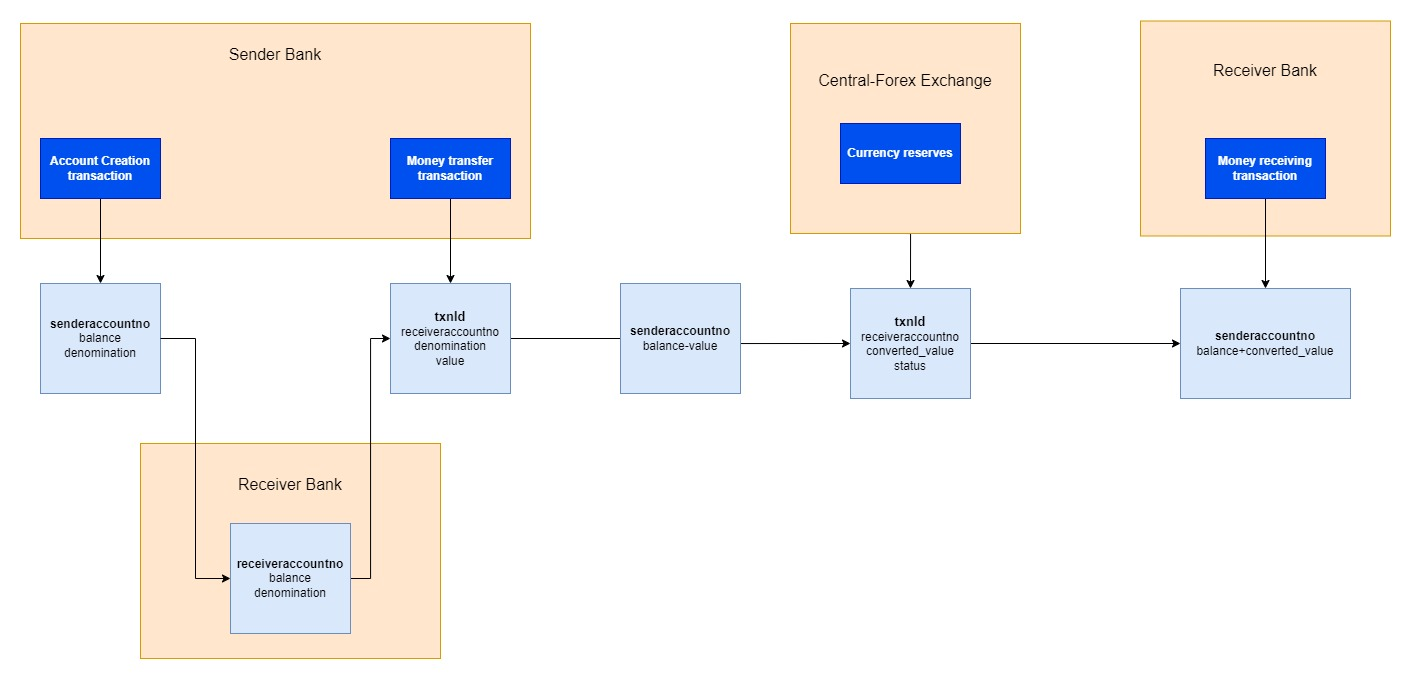 Sender Bank
Account Creation
transaction
Money transfer
transaction
Central-Forex Exchange
Currency reserves
Receiver Bank
Money receiving
transaction
senderaccountno
balance
denomination
txnId
receiveraccountno
denomination
value
senderaccountno
balance-value
txnId
receiveraccountno
converted_value
status
senderaccountno
balance+converted_value
Receiver Bank
receiveraccountno
balance
denomination